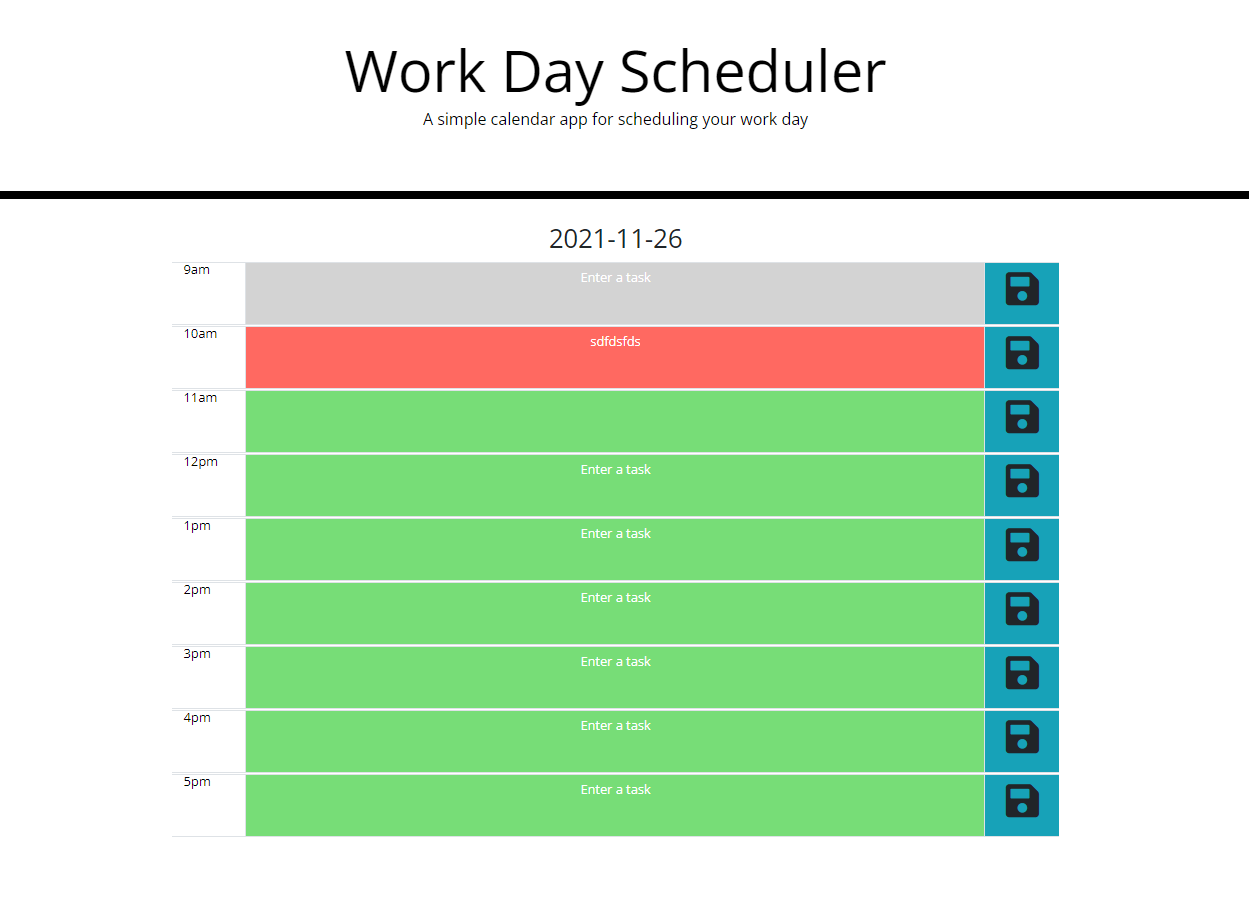 Work Day Scheduler
A simple calendar app for scheduling your work day
2021-11-26
9am Enter a task
10am sdfdsfds
11am
12pm Enter a task
1pm Enter a task
2pm Enter a task
3pm Enter a task
4pm Enter a task
5pm Enter a task